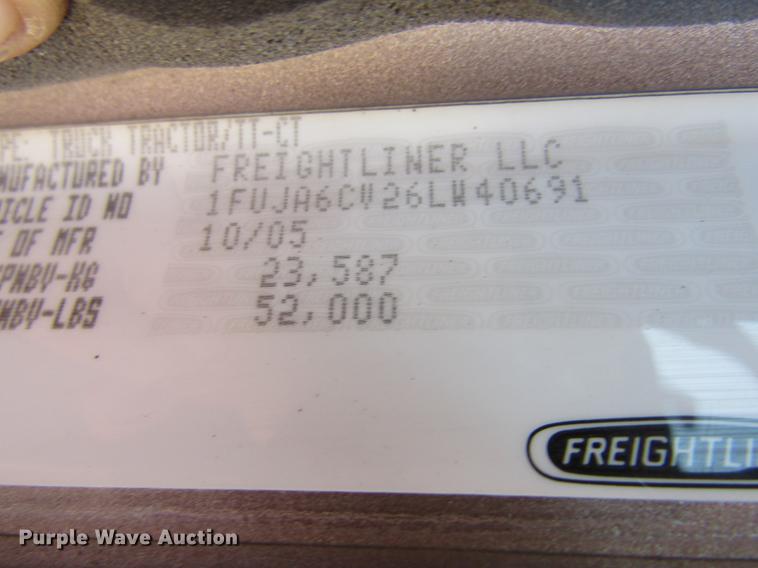 PE: TRUCK TRACTOR/TT-CT
NUFACTURED BY FREIGHTLINER LLC
ICLE ID NO 1FUJA6CV26LW40691
OF MFR 10/05
23,587
52,000
FREIGHTLI
Purple Wave Auction